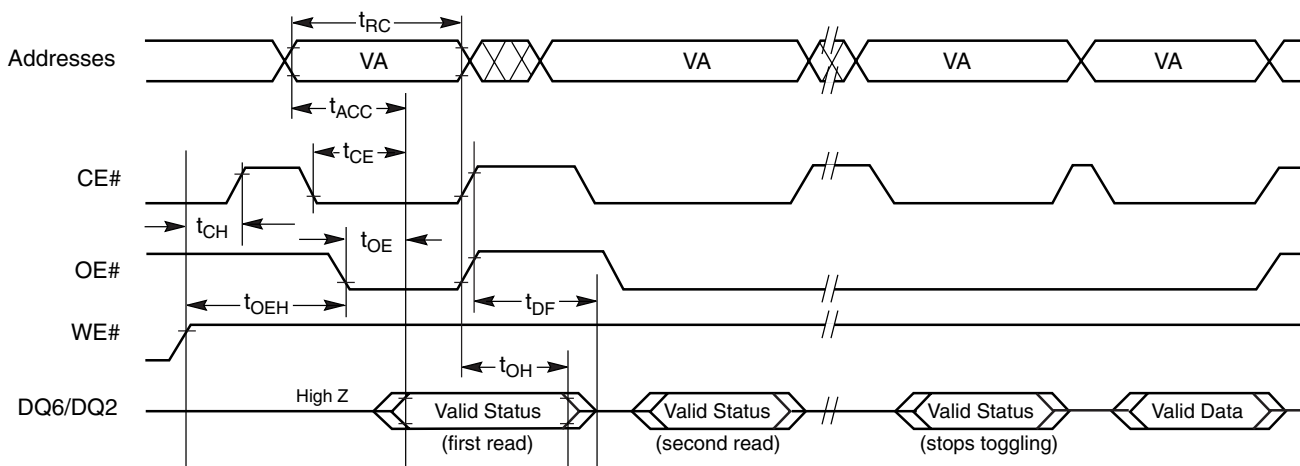 tRC
Addresses VA VA VA VA
tACC
tCE
CE#
tCH tOE
OE#
tOEH tDF
WE#
tOH
High Z
DQ6/DQ2 Valid Status Valid Status Valid Status Valid Data
(first read) (second read) (stops toggling)